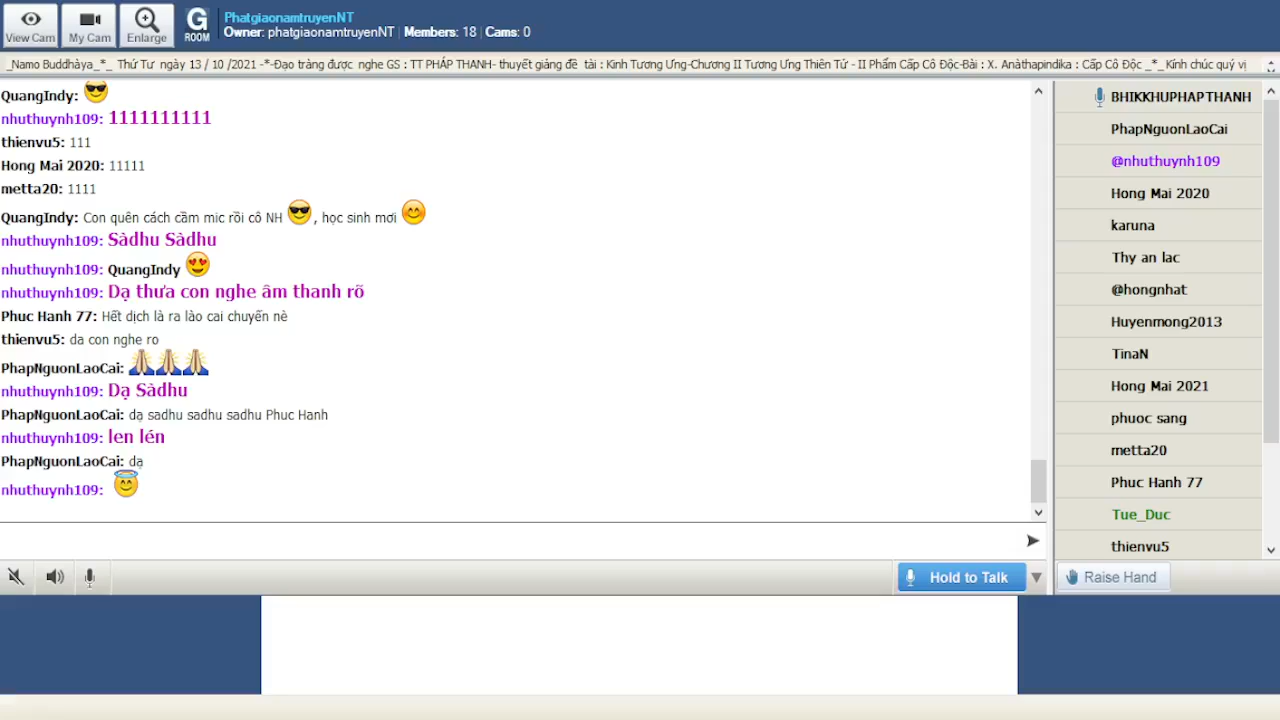 View Cam
My Cam
Enlarge
G
ROOM
PhatgiaonamtruyenNT
Owner: phatgiaonamtruyenNT | Members: 18 | Cams: 0
_Namo Buddhàya_*_ Thứ Tư ngày 13 / 10 /2021 -*-Đạo tràng được nghe GS : TT PHÁP THANH- thuyết giảng đề tài : Kinh Tương Ưng-Chương II Tương Ưng Thiên Tử - II Phẩm Cấp Cô Độc-Bài : X. Anàthapindika : Cấp Cô Độc _*_Kính chúc quý vị
QuangIndy:
nhuthuynh109: 1111111111
thienvu5: 111
Hong Mai 2020: 11111
metta20: 1111
QuangIndy: Con quên cách cầm mic rồi cô NH , học sinh mơi
nhuthuynh109: Sàdhu Sàdhu
nhuthuynh109: QuangIndy
nhuthuynh109: Dạ thưa con nghe âm thanh rõ
Phuc Hanh 77: Hết dịch là ra lào cai chuyến nè
thienvu5: da con nghe ro
PhapNguonLaoCai:
nhuthuynh109: Dạ Sàdhu
PhapNguonLaoCai: dạ sadhu sadhu sadhu Phuc Hanh
nhuthuynh109: len lén
PhapNguonLaoCai: dạ
nhuthuynh109:
Hold to Talk
BHIKKHUPHAPTHANH
PhapNguonLaoCai
@nhuthuynh109
Hong Mai 2020
karuna
Thy an lac
@hongnhat
Huyenmong2013
TinaN
Hong Mai 2021
phuoc sang
metta20
Phuc Hanh 77
Tue_Duc
thienvu5
Raise Hand